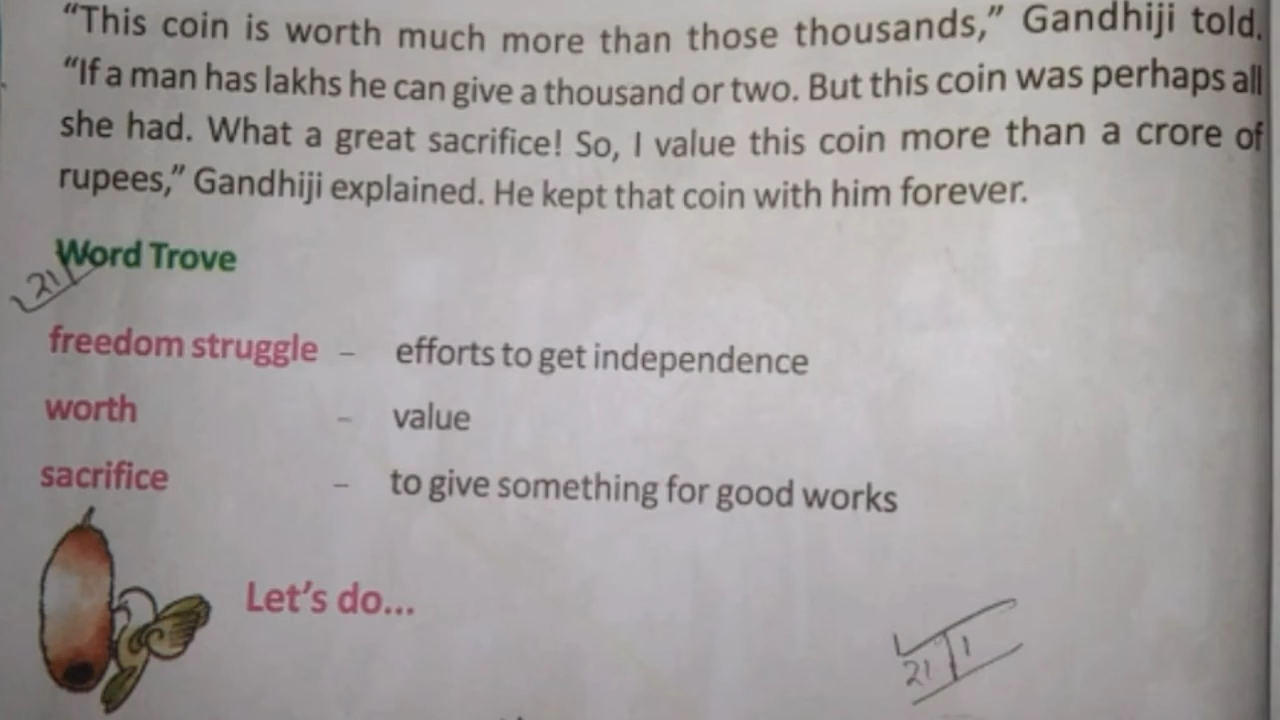 “This coin is worth much more than those thousands,” Gandhiji told.
“If a man has lakhs he can give a thousand or two. But this coin was perhaps all
she had. What a great sacrifice! So, I value this coin more than a crore of
rupees,” Gandhiji explained. He kept that coin with him forever.
Word Trove
21/
freedom struggle – efforts to get independence
worth – value
sacrifice – to give something for good works
Let’s do...
21/1